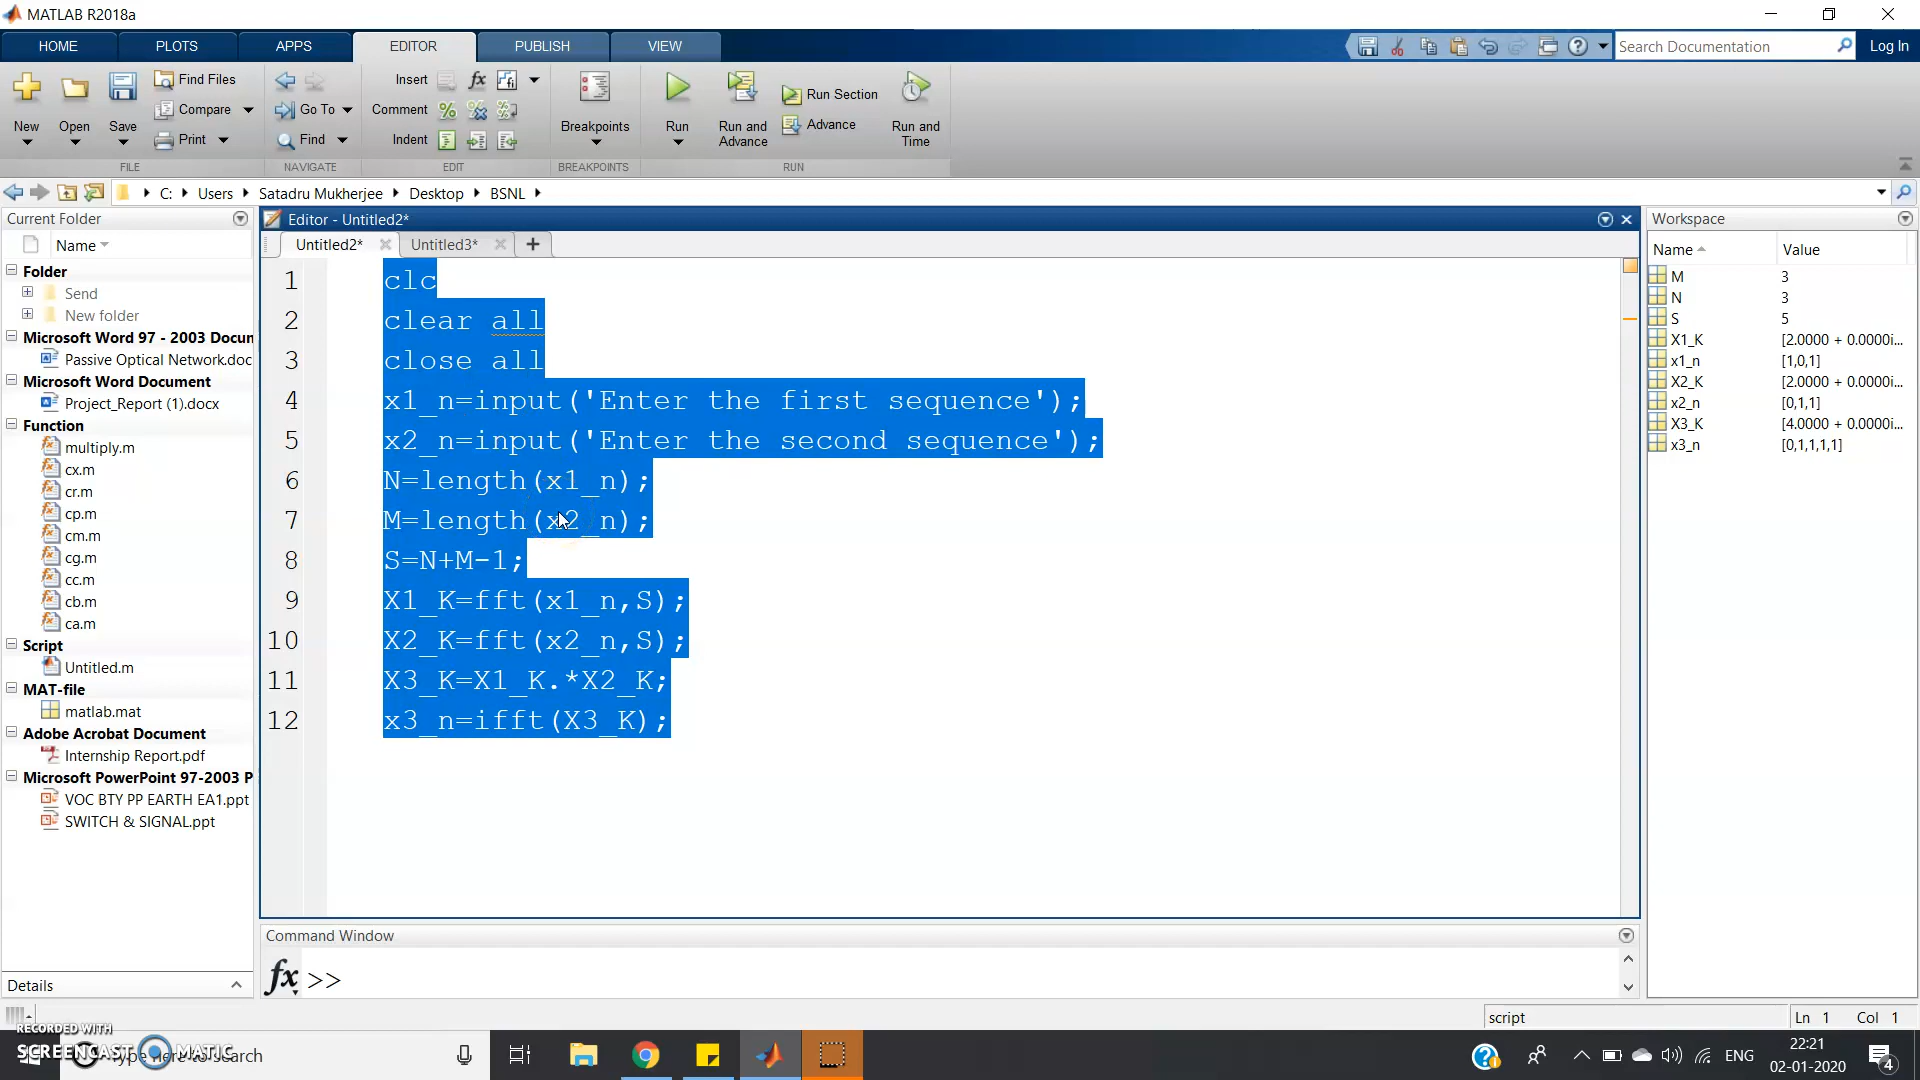 MATLAB R2018a
HOME PLOTS APPS EDITOR PUBLISH VIEW
Search Documentation
Log In
New
Open
Save
Find Files
Compare
Print
FILE
Go To
Find
NAVIGATE
Insert
Comment
Indent
EDIT
Breakpoints
BREAKPOINTS
Run
Run and Advance
Run Section
Advance
Run and Time
RUN
C: Users Satadru Mukherjee Desktop BSNL
Current Folder
Name
Folder
Send
New folder
Microsoft Word 97 - 2003 Docun
Passive Optical Network.doc
Microsoft Word Document
Project_Report (1).docx
Function
multiply.m
cx.m
cr.m
cp.m
cm.m
cg.m
cc.m
cb.m
ca.m
Script
Untitled.m
MAT-file
matlab.mat
Adobe Acrobat Document
Internship Report.pdf
Microsoft PowerPoint 97-2003 P
VOC BTY PP EARTH EA1.ppt
SWITCH & SIGNAL.ppt
Details
Editor - Untitled2*
Untitled2* Untitled3*
1 clc
2 clear all
3 close all
4 x1_n=input('Enter the first sequence');
5 x2_n=input('Enter the second sequence');
6 N=length(x1_n);
7 M=length(x2_n);
8 S=N+M-1;
9 X1_K=fft(x1_n,S);
10 X2_K=fft(x2_n,S);
11 X3_K=X1_K.*X2_K;
12 x3_n=ifft(X3_K);
Command Window
fx >>
Workspace
Name Value
M 3
N 3
S 5
X1_K [2.0000 + 0.0000i...
x1_n [1,0,1]
X2_K [2.0000 + 0.0000i...
x2_n [0,1,1]
X3_K [4.0000 + 0.0000i...
x3_n [0,1,1,1,1]
script
Ln 1 Col 1
RECORDED WITH
SCREENCAST MATIC
Type here to search
ENG
22:21
02-01-2020
4